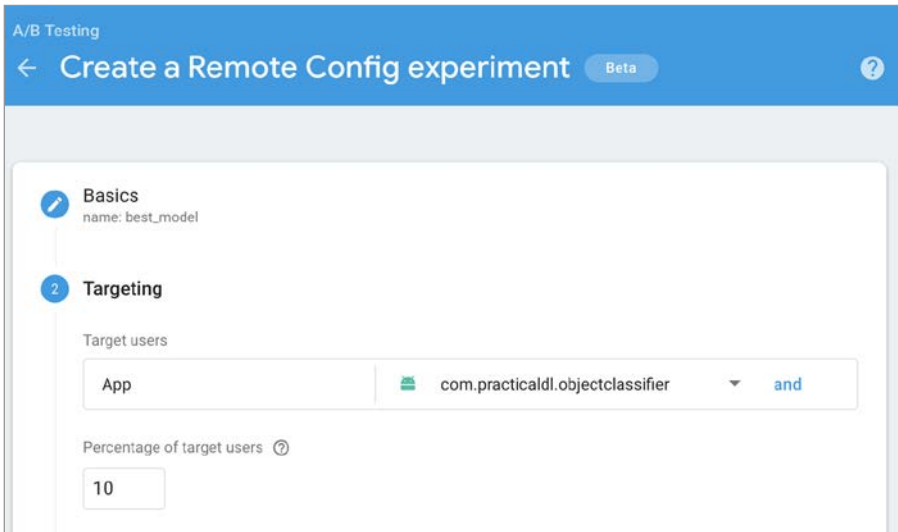 A/B Testing
← Create a Remote Config experiment Beta ?
Basics
name: best_model
2 Targeting
Target users
App com.practicaldl.objectclassifier and
Percentage of target users ?
10